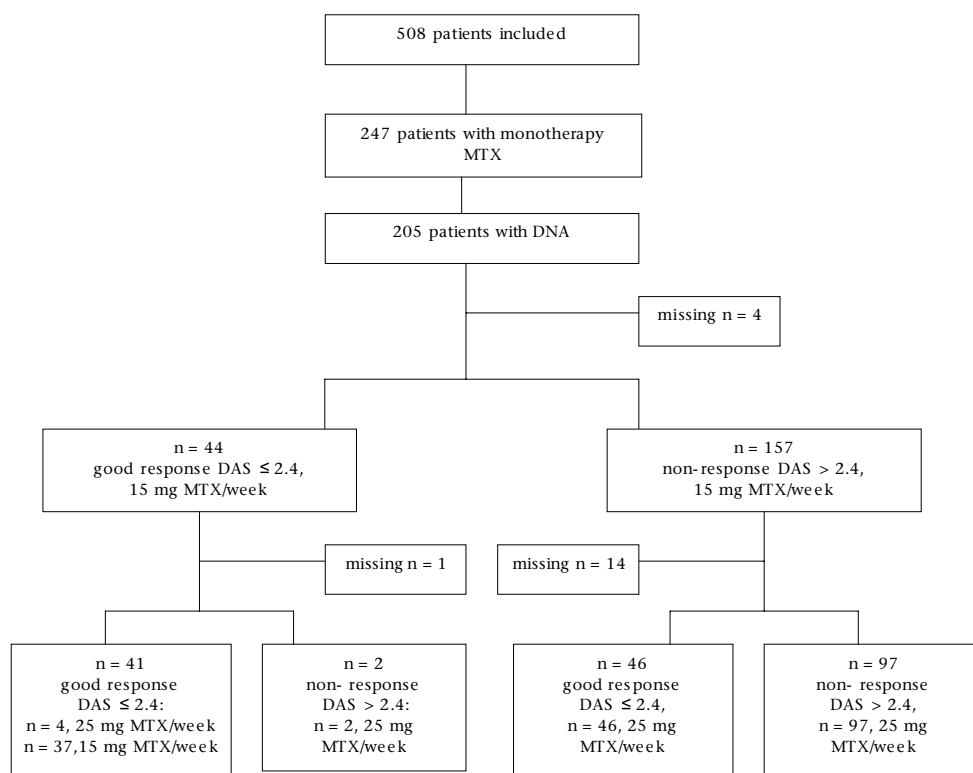 508 patients included
247 patients with monotherapy
MTX
205 patients with DNA
missing n = 4
n = 44
good response DAS ≤ 2.4,
15 mg MTX/week
n = 157
non-response DAS > 2.4,
15 mg MTX/week
missing n = 1
missing n = 14
n = 41
good response
DAS ≤ 2.4:
n = 4, 25 mg MTX/week
n = 37,15 mg MTX/week
n = 2
non- response
DAS > 2.4:
n = 2, 25 mg
MTX/week
n = 46
good response
DAS ≤ 2.4,
n = 46, 25 mg
MTX/week
n = 97
non- response
DAS > 2.4,
n = 97, 25 mg
MTX/week